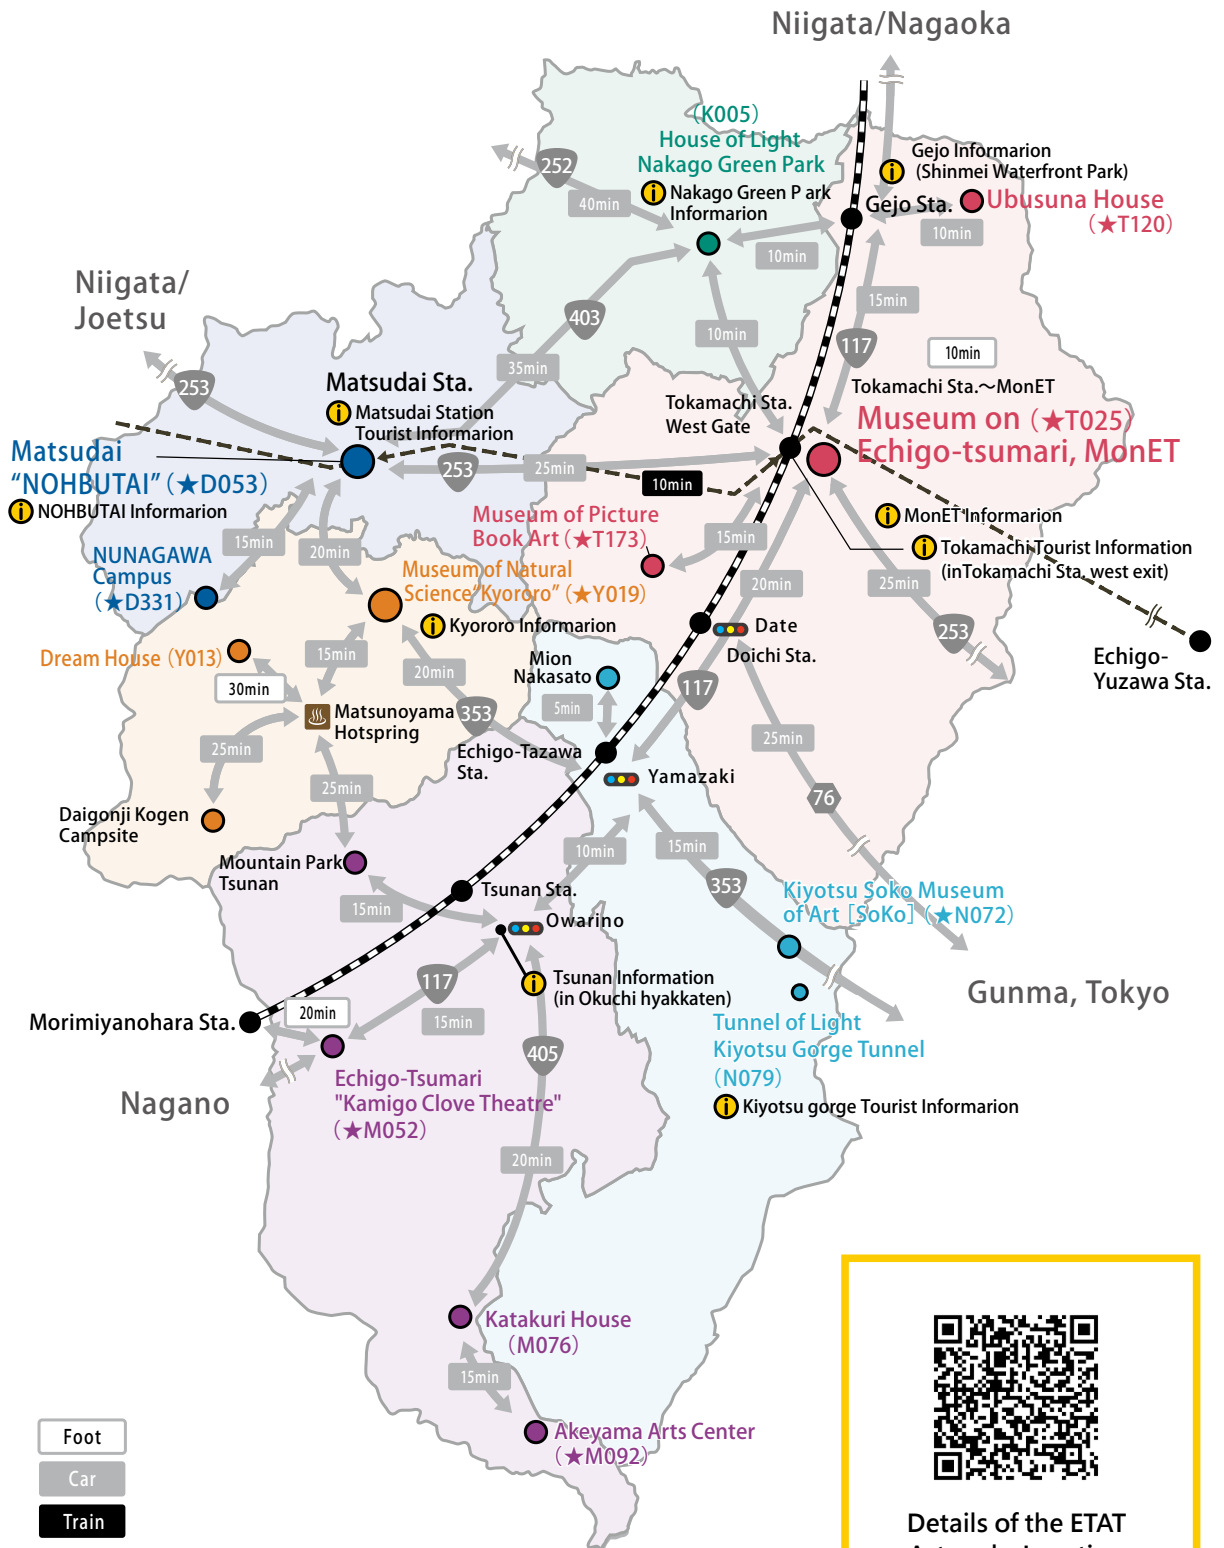 Niigata/Nagaoka
(K005)
House of Light
Nakago Green Park
Nakago Green P ark
Informarion
252
40min
10min
Gejo Informarion
(Shinmei Waterfront Park)
Gejo Sta.
Ubusuna House
(★T120)
10min
Niigata/
Joetsu
253
403
35min
10min
15min
117
10min
Tokamachi Sta.～MonET
Matsudai Sta.
Matsudai Station
Tourist Informarion
Tokamachi Sta.
West Gate
Museum on (★T025)
Echigo-tsumari, MonET
Matsudai
“NOHBUTAI” (★D053)
NOHBUTAI Informarion
253
25min
10min
MonET Informarion
Tokamachi Tourist Information
(inTokamachi Sta. west exit)
Museum of Picture
Book Art (★T173)
15min
15min
20min
20min
25min
253
NUNAGAWA
Campus
(★D331)
Museum of Natural
Science"Kyororo" (★Y019)
Kyororo Informarion
Echigo-
Yuzawa Sta.
Dream House (Y013)
15min
20min
30min
Mion
Nakasato
5min
Date
Doichi Sta.
117
Matsunoyama
Hotspring
353
25min
25min
Echigo-Tazawa
Sta.
Yamazaki
25min
76
Daigonji Kogen
Campsite
Mountain Park
Tsunan
10min
15min
353
15min
Tsunan Sta.
Owarino
Kiyotsu Soko Museum
of Art [SoKo] (★N072)
117
Tsunan Information
(in Okuchi hyakkaten)
Gunma, Tokyo
Morimiyanohara Sta.
20min
15min
405
Tunnel of Light
Kiyotsu Gorge Tunnel
(N079)
Kiyotsu gorge Tourist Informarion
Nagano
Echigo-Tsumari
"Kamigo Clove Theatre"
(★M052)
20min
Katakuri House
(M076)
15min
Akeyama Arts Center
(★M092)
Foot
Car
Train
Details of the ETAT